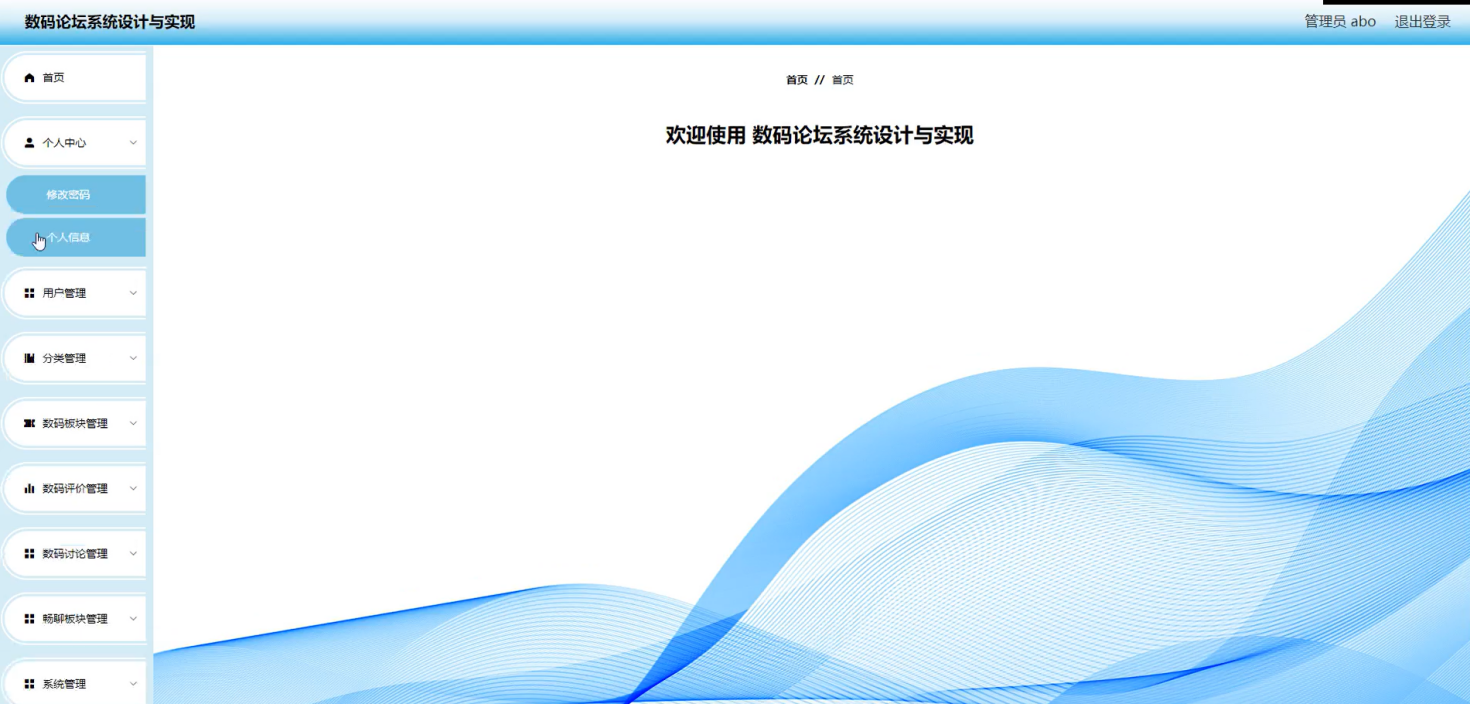 数码论坛系统设计与实现
管理员 abo 退出登录
首页
个人中心
修改密码
个人信息
用户管理
分类管理
数码板块管理
数码评价管理
数码讨论管理
畅聊板块管理
系统管理
首页 // 首页
欢迎使用 数码论坛系统设计与实现